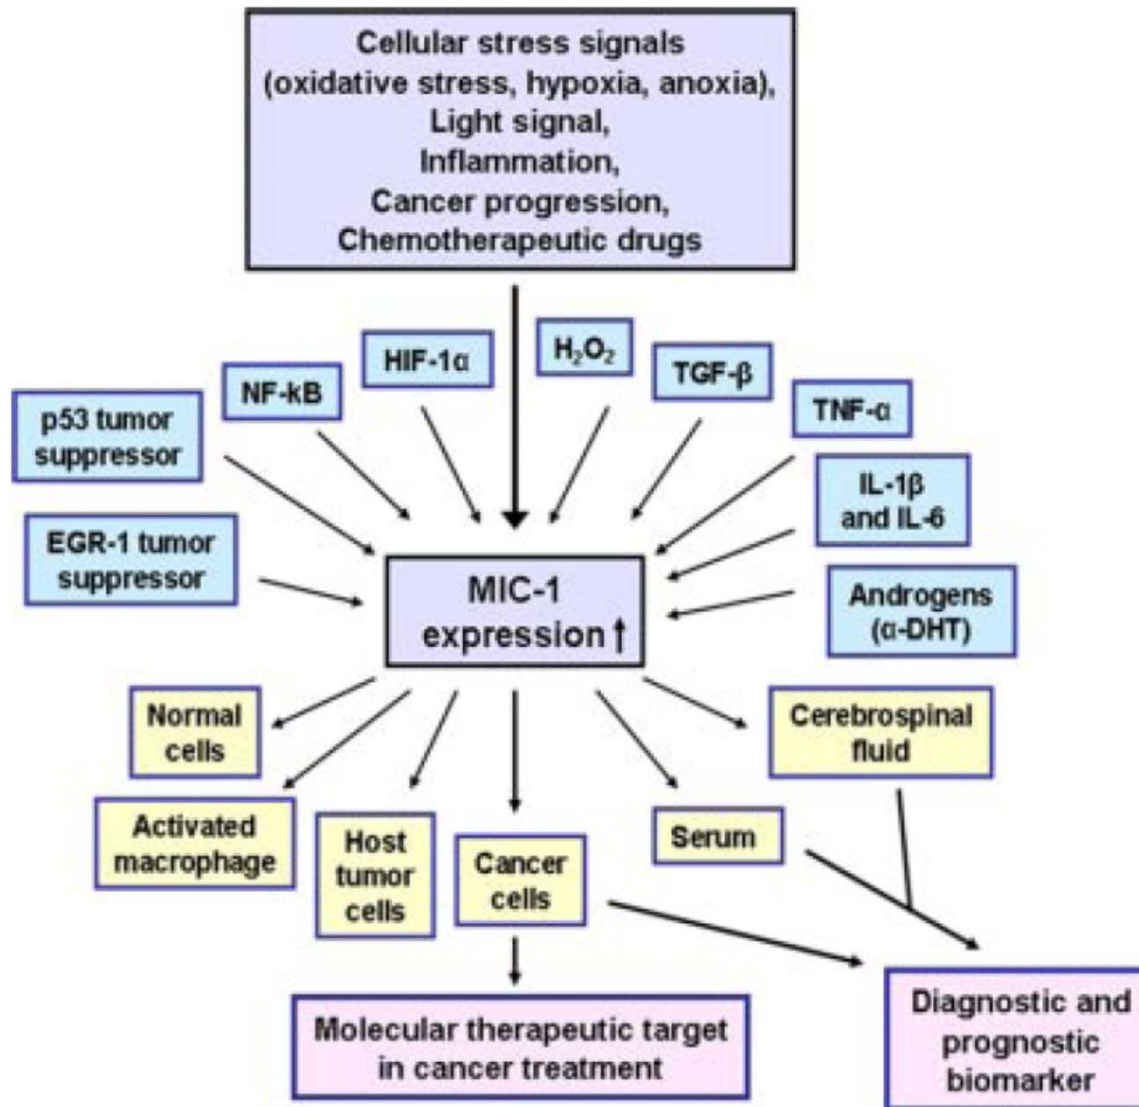 Cellular stress signals
(oxidative stress, hypoxia, anoxia),
Light signal,
Inflammation,
Cancer progression,
Chemotherapeutic drugs
p53 tumor
suppressor
NF-kB
HIF-1α
H₂O₂
TGF-β
TNF-α
IL-1β
and IL-6
EGR-1 tumor
suppressor
Androgens
(α-DHT)
MIC-1
expression↑
Normal
cells
Activated
macrophage
Host
tumor
cells
Cancer
cells
Serum
Cerebrospinal
fluid
Molecular therapeutic target
in cancer treatment
Diagnostic and
prognostic
biomarker